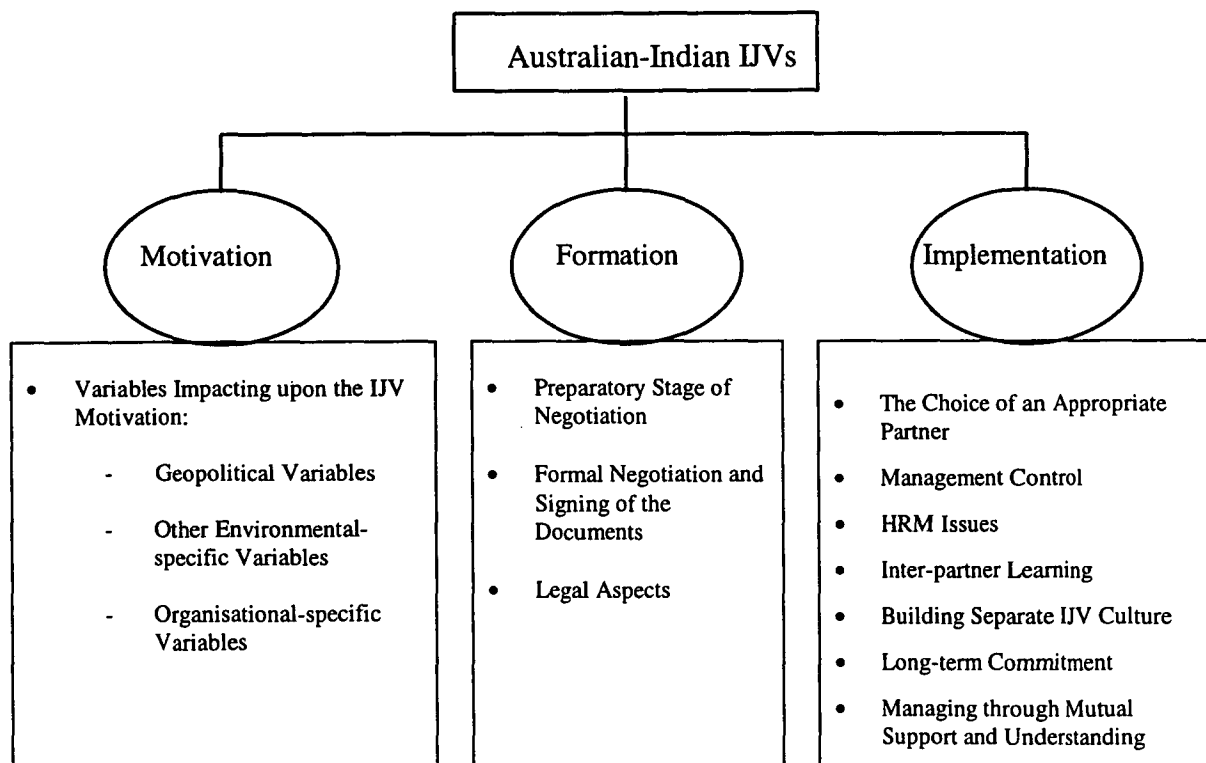 Australian-Indian IJVs
Motivation
Formation
Implementation
• Variables Impacting upon the IJV
Motivation:
- Geopolitical Variables
- Other Environmental-
specific Variables
- Organisational-specific
Variables
• Preparatory Stage of
Negotiation
• Formal Negotiation and
Signing of the
Documents
• Legal Aspects
• The Choice of an Appropriate
Partner
• Management Control
• HRM Issues
• Inter-partner Learning
• Building Separate IJV Culture
• Long-term Commitment
• Managing through Mutual
Support and Understanding